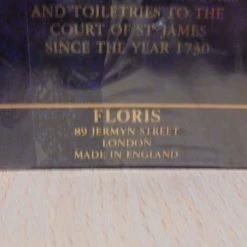 AND TOILETRIES TO THE
COURT OF ST JAMES
SINCE THE YEAR 1730
FLORIS
89 JERMYN STREET
LONDON
MADE IN ENGLAND